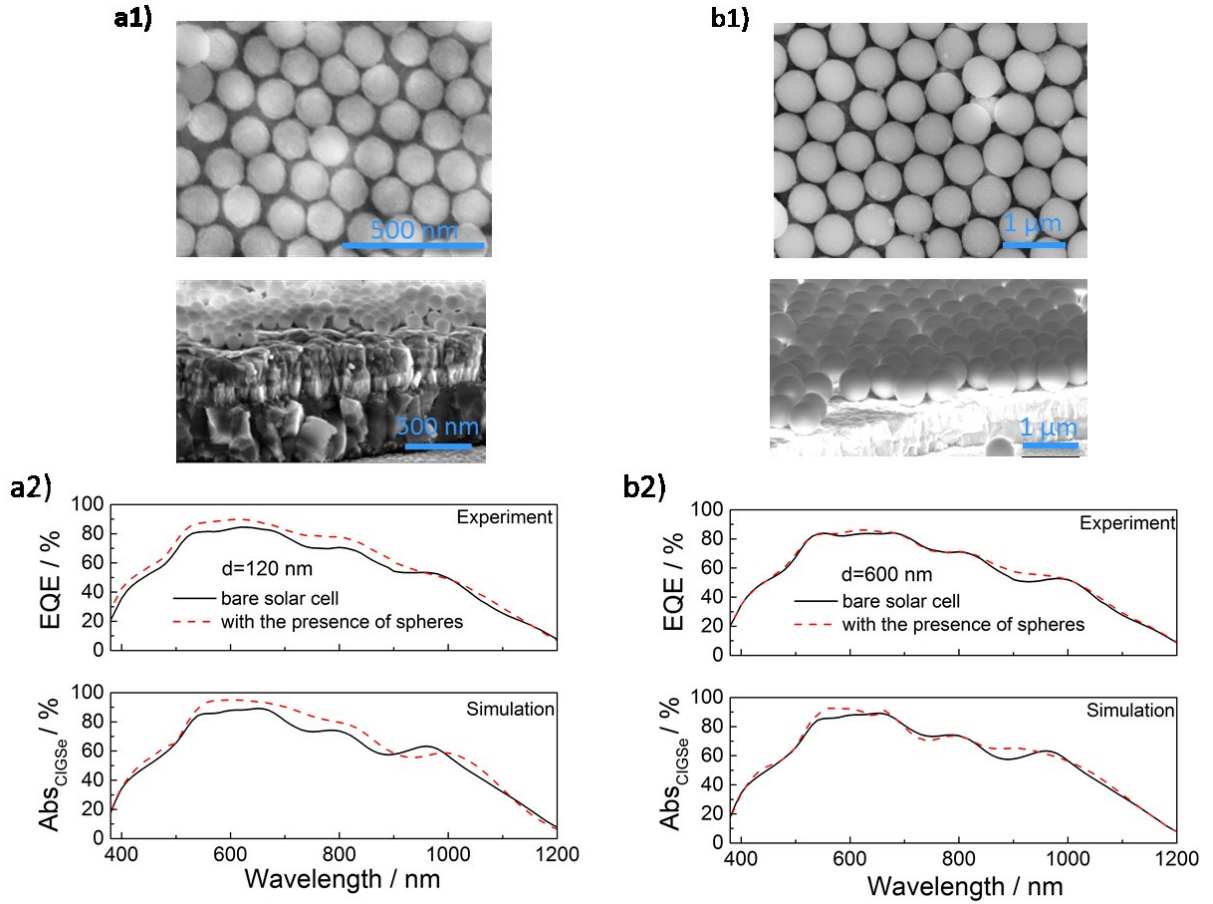 a1)
500 nm
500 nm
b1)
1 μm
1 μm
a2)
100
80
60
40
20
0
EQE / %
Experiment
d=120 nm
bare solar cell
with the presence of spheres
100
80
60
40
20
0
Abs_CIGSe / %
Simulation
400 600 800 1000 1200
Wavelength / nm
b2)
100
80
60
40
20
0
EQE / %
Experiment
d=600 nm
bare solar cell
with the presence of spheres
100
80
60
40
20
0
Abs_CIGSe / %
Simulation
400 600 800 1000 1200
Wavelength / nm